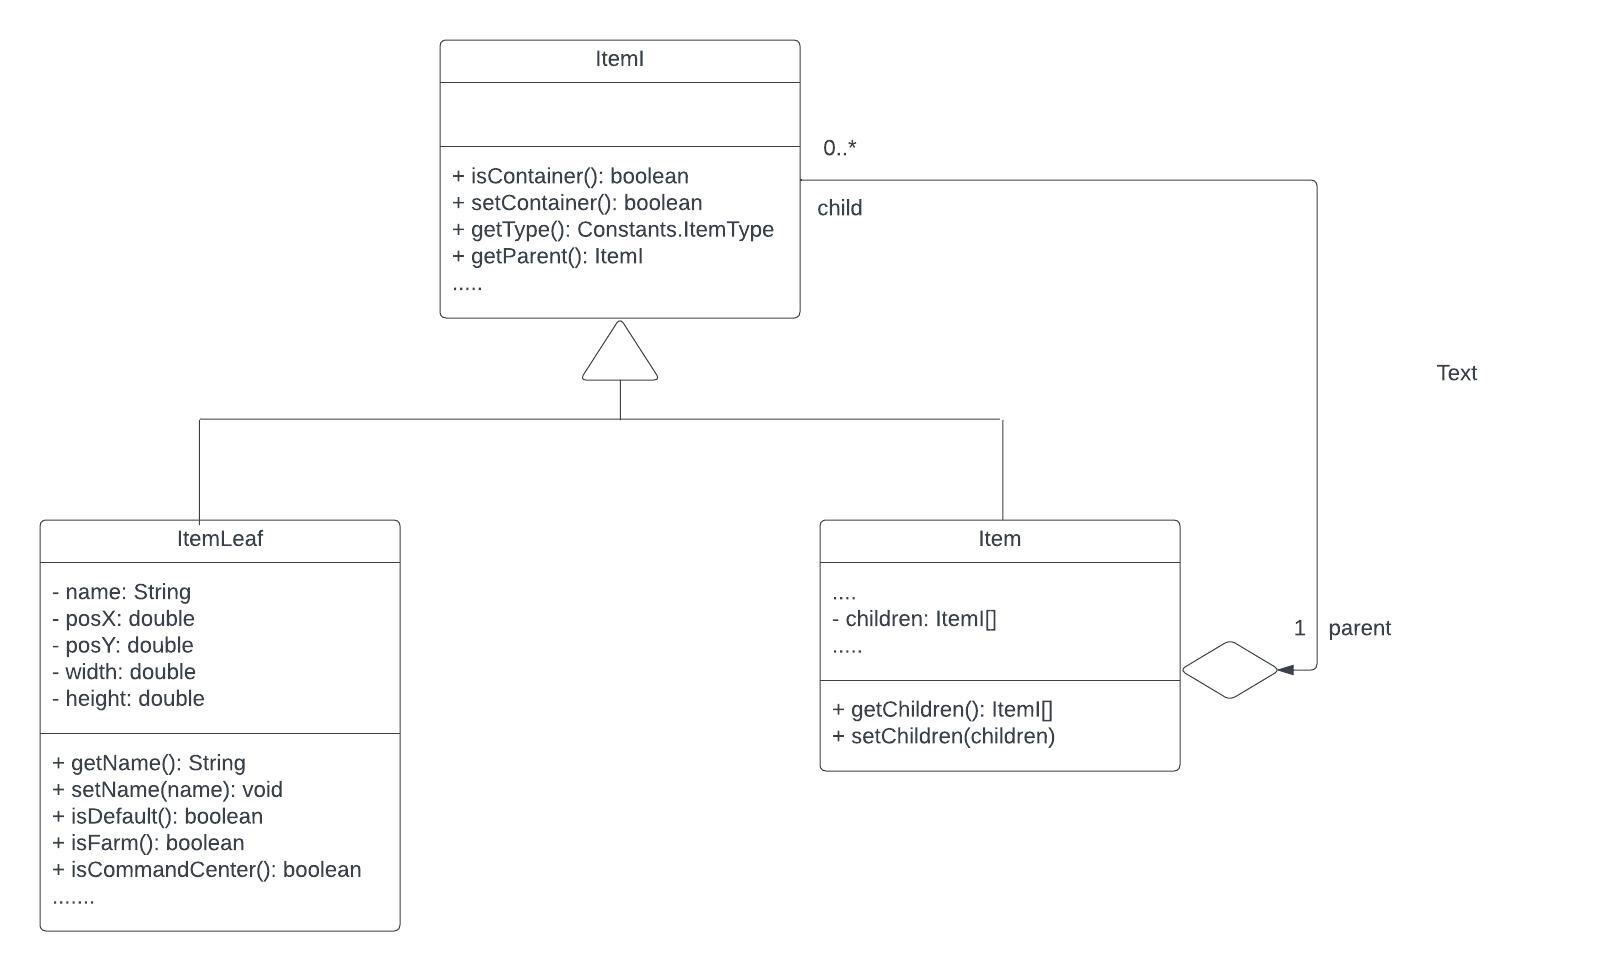 ItemI
+ isContainer(): boolean
+ setContainer(): boolean
+ getType(): Constants.ItemType
+ getParent(): ItemI
.....
0..*
child
Text
ItemLeaf
- name: String
- posX: double
- posY: double
- width: double
- height: double
+ getName(): String
+ setName(name): void
+ isDefault(): boolean
+ isFarm(): boolean
+ isCommandCenter(): boolean
.......
Item
....
- children: ItemI[]
.....
+ getChildren(): ItemI[]
+ setChildren(children)
1
parent